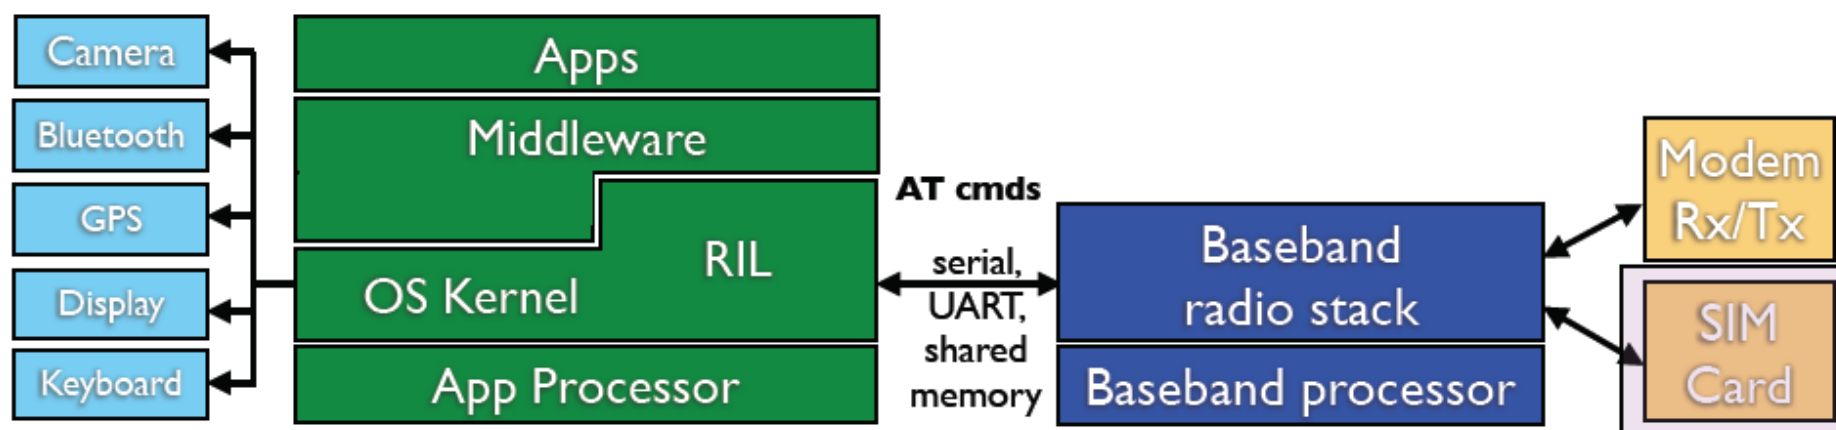 Camera
Bluetooth
GPS
Display
Keyboard
Apps
Middleware
RIL
OS Kernel
App Processor
AT cmds
serial,
UART,
shared
memory
Baseband
radio stack
Baseband processor
Modem
Rx/Tx
SIM
Card